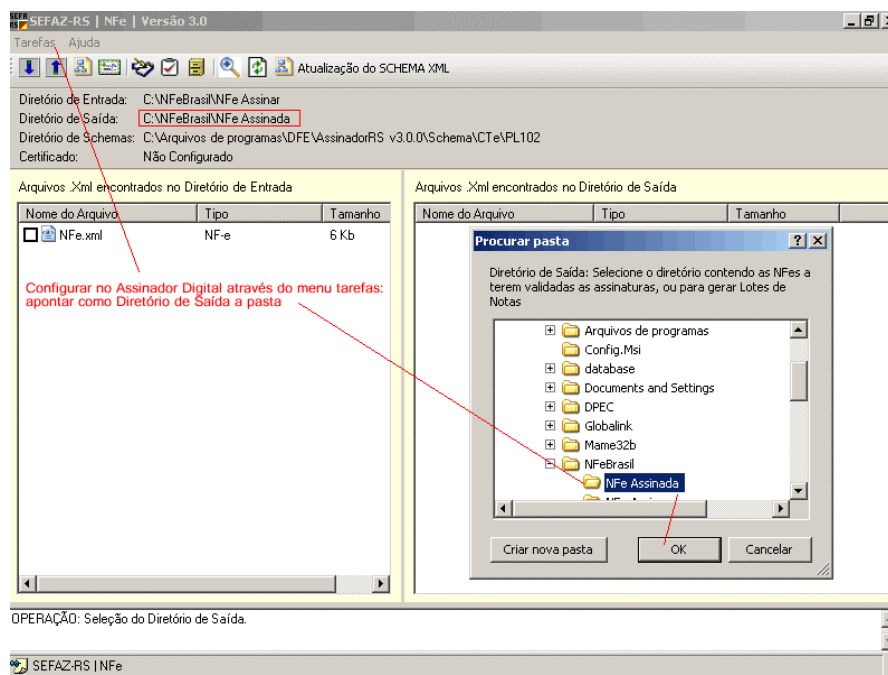 SEFAZ-RS | NFe | Versão 3.0
Tarefas Ajuda
Atualização do SCHEMA XML
Diretório de Entrada: C:\NFeBrasil\NFe Assinar
Diretório de Saída: C:\NFeBrasil\NFe Assinada
Diretório de Schemas: C:\Arquivos de programas\DFE\AssinadorRS v3.0.0\Schema\CTe\PL102
Certificado: Não Configurado
Arquivos .Xml encontrados no Diretório de Entrada
Nome do Arquivo Tipo Tamanho
NFe.xml NF-e 6 Kb
Configurar no Assinador Digital através do menu tarefas:
apontar como Diretório de Saída a pasta
Arquivos .Xml encontrados no Diretório de Saída
Nome do Arquivo Tipo Tamanho
Procurar pasta
Diretório de Saída: Selecione o diretório contendo as NFes a
terem validadas as assinaturas, ou para gerar Lotes de
Notas
Arquivos de programas
Config.Msi
database
Documents and Settings
DPEC
Globalink
Mame32b
NFeBrasil
NFe Assinada
Criar nova pasta OK Cancelar
OPERAÇÃO: Seleção do Diretório de Saída.
SEFAZ-RS | NFe